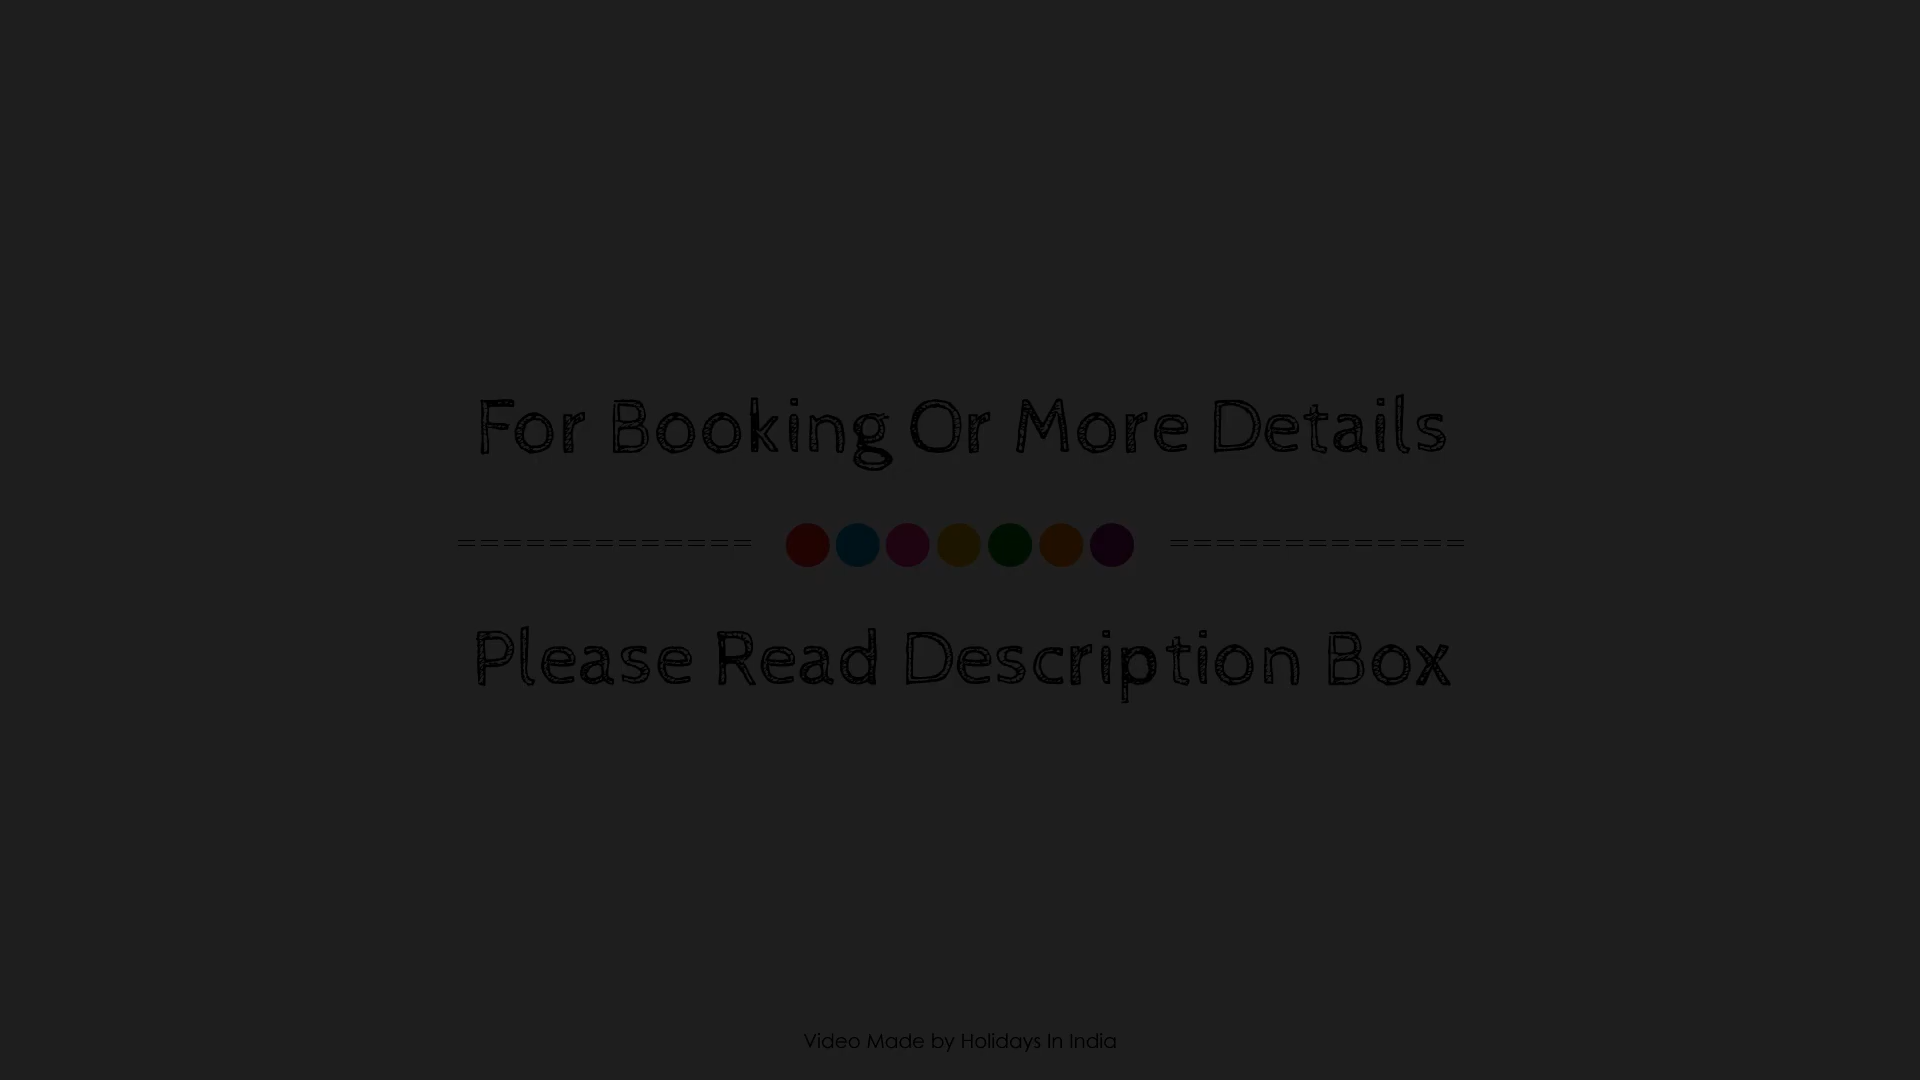 For Booking Or More Details
============= =============
Please Read Description Box
Video Made by Holidays In India